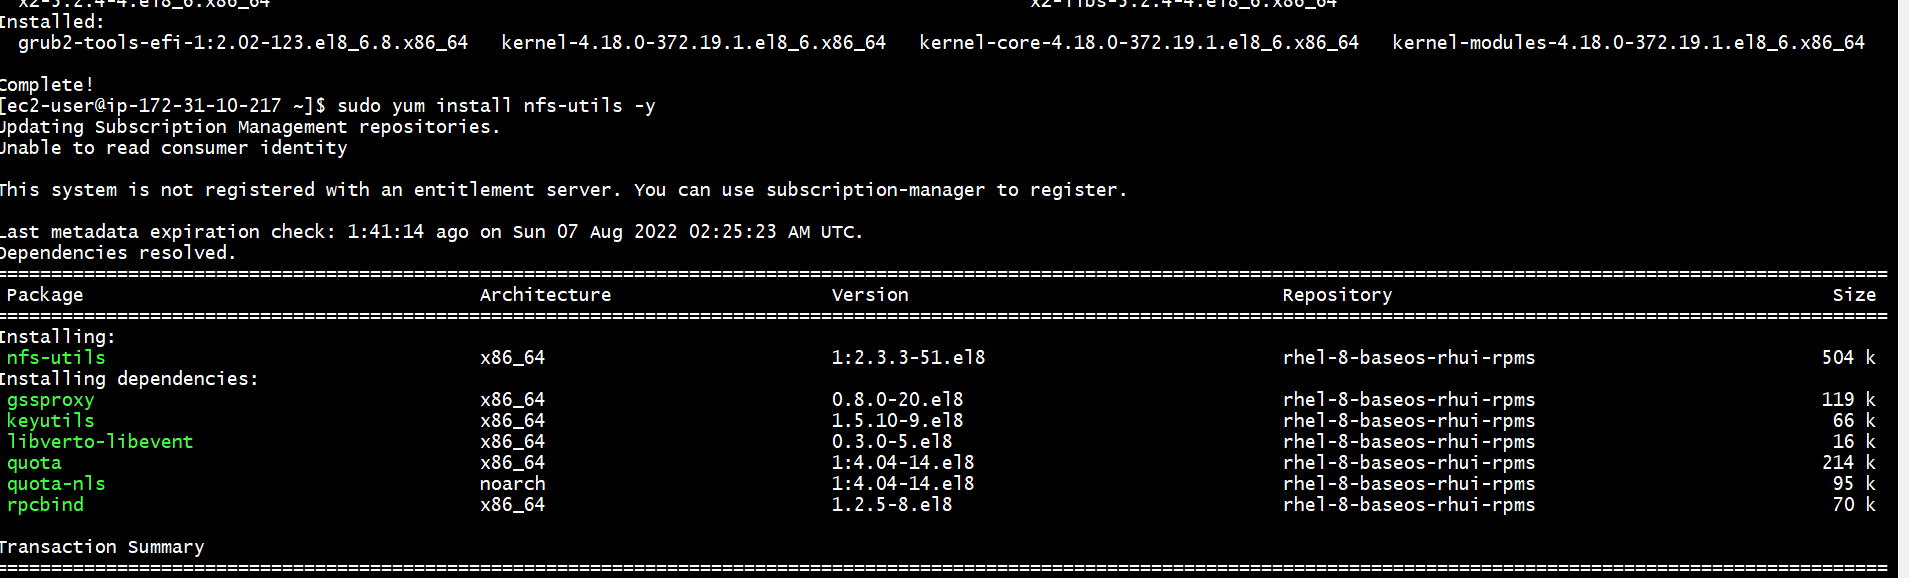 x2-3.2.4-4.el8_6.x86_64 x2-libs-3.2.4-4.el8_6.x86_64
Installed:
grub2-tools-efi-1:2.02-123.el8_6.8.x86_64 kernel-4.18.0-372.19.1.el8_6.x86_64 kernel-core-4.18.0-372.19.1.el8_6.x86_64 kernel-modules-4.18.0-372.19.1.el8_6.x86_64
Complete!
[ec2-user@ip-172-31-10-217 ~]$ sudo yum install nfs-utils -y
Updating Subscription Management repositories.
Unable to read consumer identity
This system is not registered with an entitlement server. You can use subscription-manager to register.
Last metadata expiration check: 1:41:14 ago on Sun 07 Aug 2022 02:25:23 AM UTC.
Dependencies resolved.
Package Architecture Version Repository Size
Installing:
nfs-utils x86_64 1:2.3.3-51.el8 rhel-8-baseos-rhui-rpms 504 k
Installing dependencies:
gssproxy x86_64 0.8.0-20.el8 rhel-8-baseos-rhui-rpms 119 k
keyutils x86_64 1.5.10-9.el8 rhel-8-baseos-rhui-rpms 66 k
libverto-libevent x86_64 0.3.0-5.el8 rhel-8-baseos-rhui-rpms 16 k
quota x86_64 1:4.04-14.el8 rhel-8-baseos-rhui-rpms 214 k
quota-nls noarch 1:4.04-14.el8 rhel-8-baseos-rhui-rpms 95 k
rpcbind x86_64 1.2.5-8.el8 rhel-8-baseos-rhui-rpms 70 k
Transaction Summary